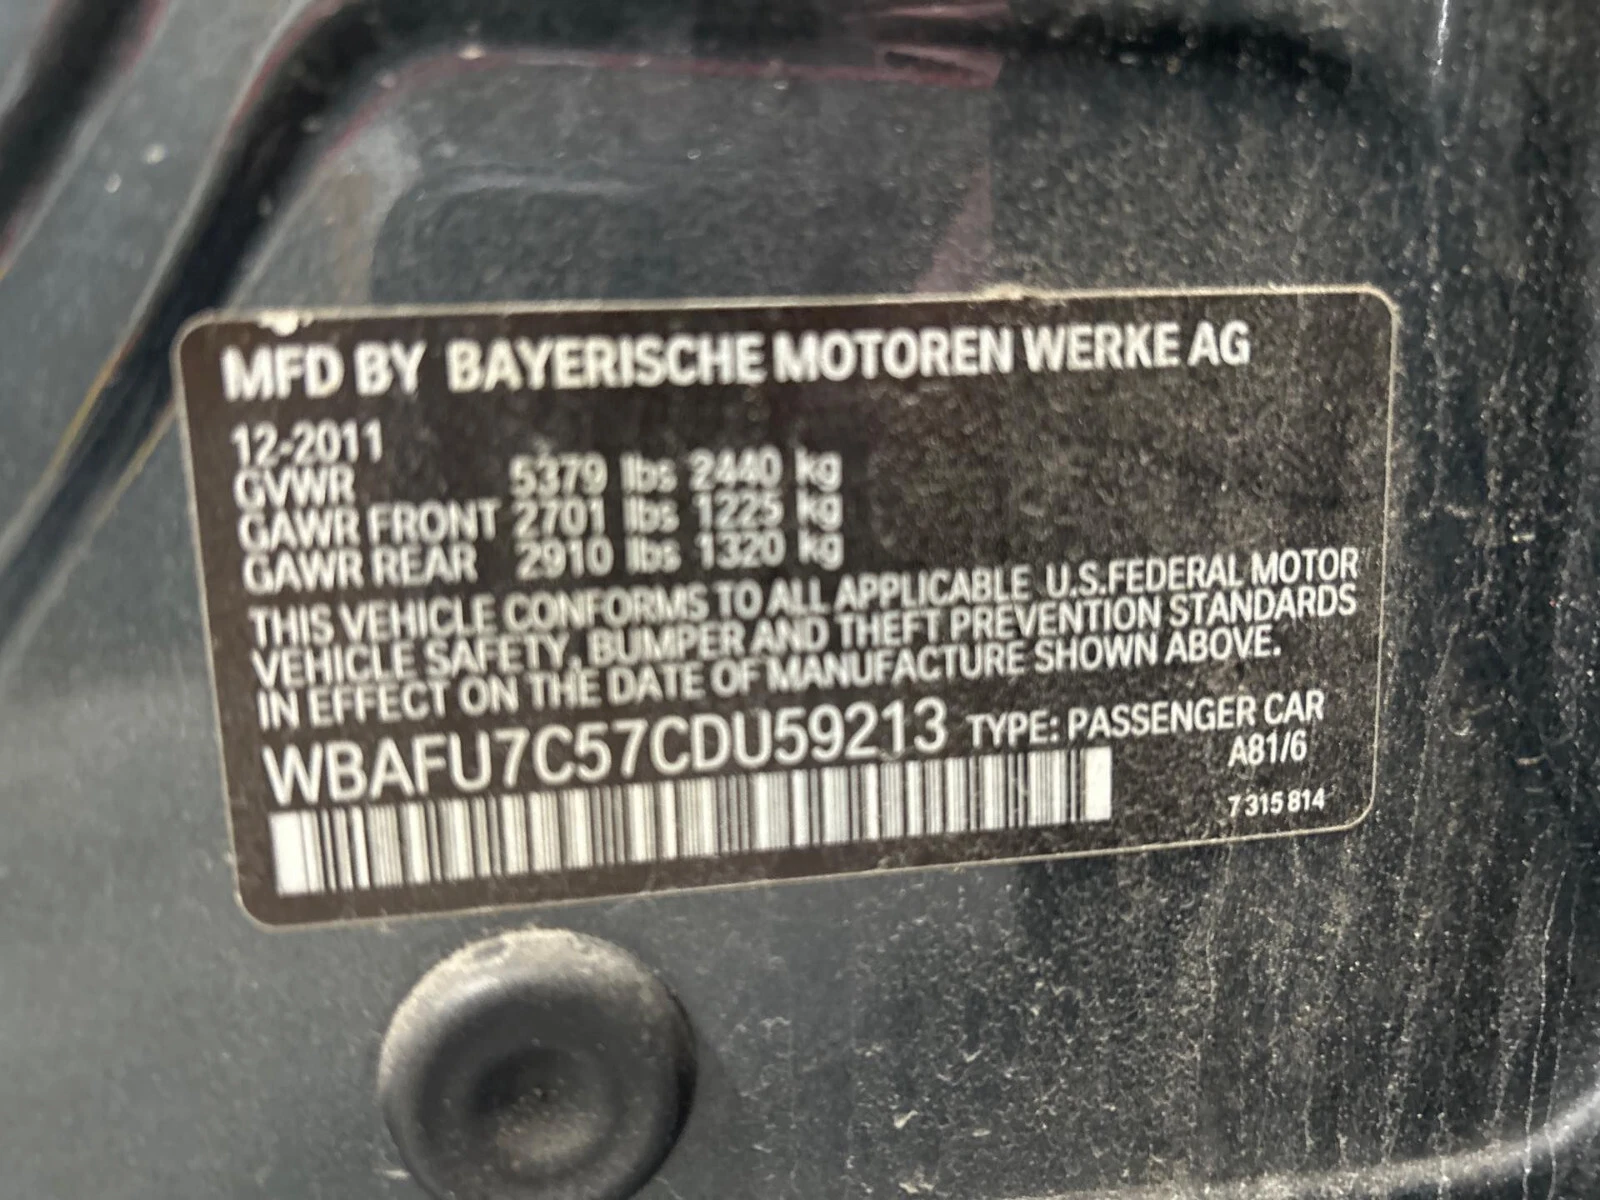 MFD BY BAYERISCHE MOTOREN WERKE AG
12-2011
GVWR 5379 lbs 2440 kg
GAWR FRONT 2701 lbs 1225 kg
GAWR REAR 2910 lbs 1320 kg
THIS VEHICLE CONFORMS TO ALL APPLICABLE U.S.FEDERAL MOTOR
VEHICLE SAFETY, BUMPER AND THEFT PREVENTION STANDARDS
IN EFFECT ON THE DATE OF MANUFACTURE SHOWN ABOVE.
WBAFU7C57CDU59213 TYPE: PASSENGER CAR
A81/6
7 315 814